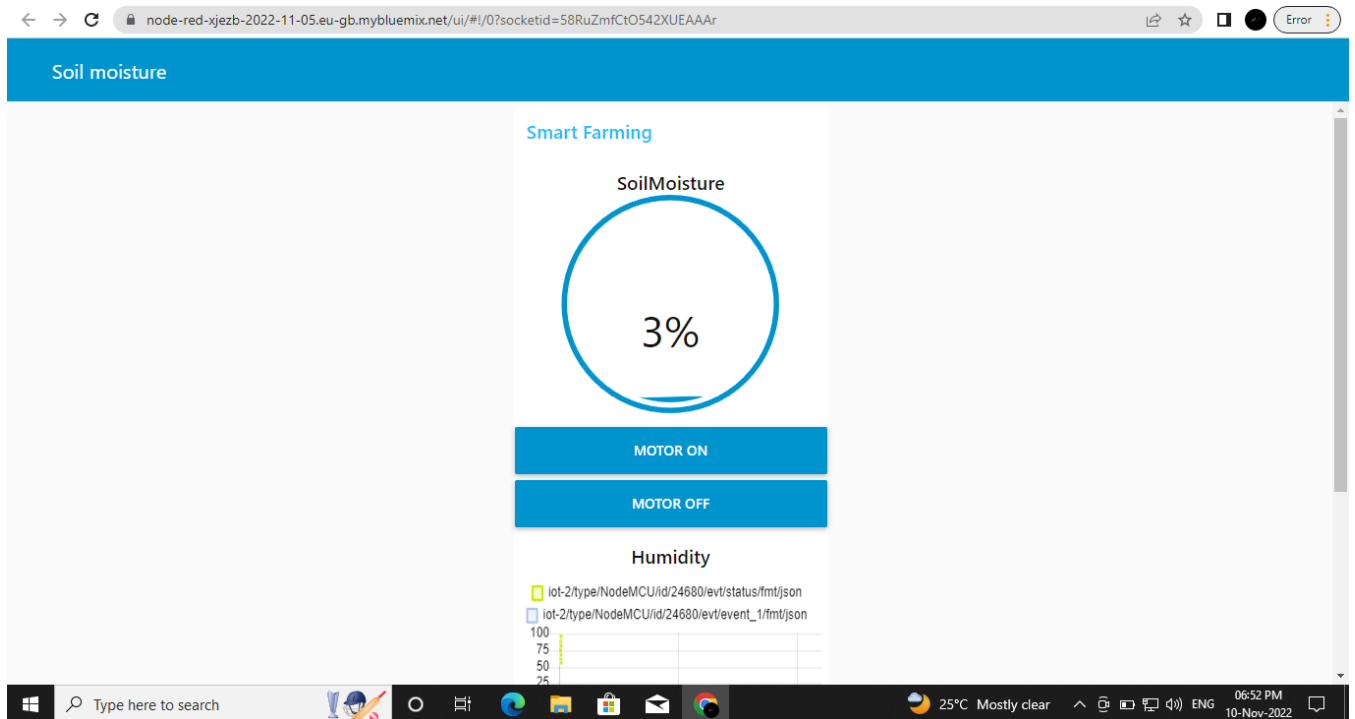 node-red-xjezb-2022-11-05.eu-gb.mybluemix.net/ui/#!/0?socketid=58RuZmfCtO542XUEAAAr
Error
Soil moisture
Smart Farming
SoilMoisture
3%
MOTOR ON
MOTOR OFF
Humidity
iot-2/type/NodeMCU/id/24680/evt/status/fmt/json
iot-2/type/NodeMCU/id/24680/evt/event_1/fmt/json
100
75
50
25
Type here to search
25°C Mostly clear
ENG
06:52 PM
10-Nov-2022